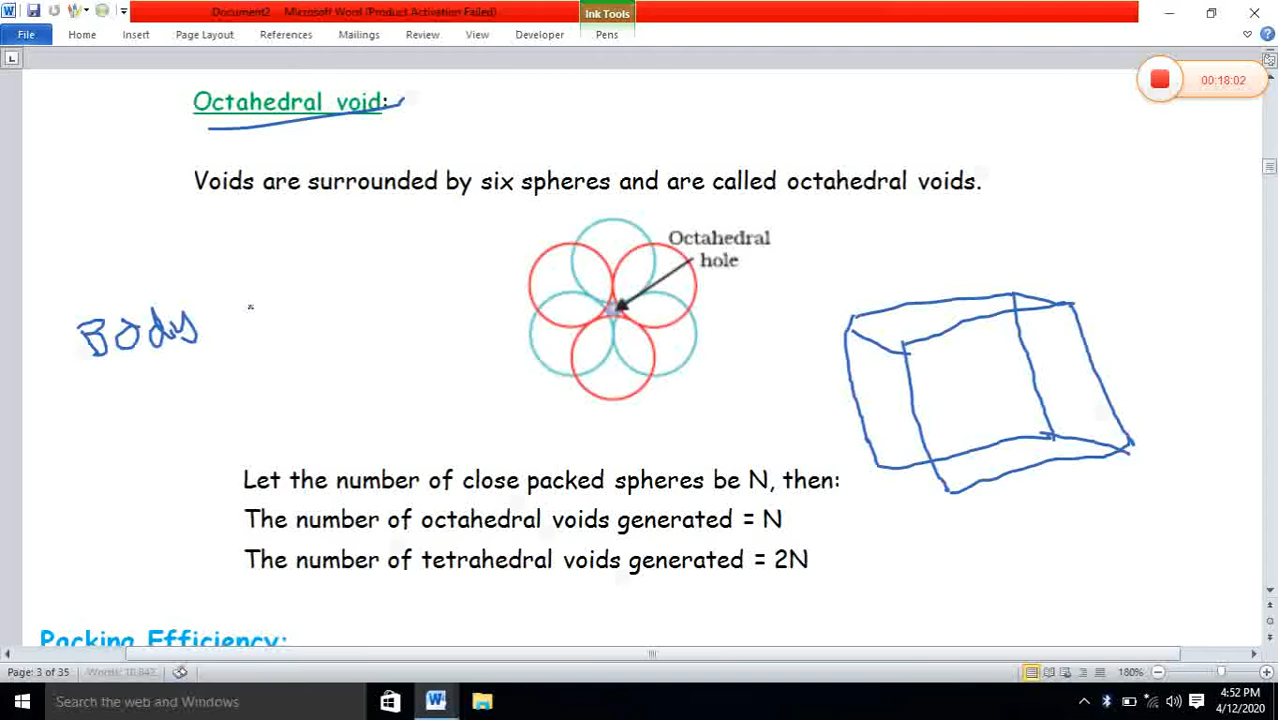 Document2 - Microsoft Word (Product Activation Failed)
Ink Tools
File Home Insert Page Layout References Mailings Review View Developer Pens
00:18:02
Octahedral void:
Voids are surrounded by six spheres and are called octahedral voids.
Octahedral
hole
Body
Let the number of close packed spheres be N, then:
The number of octahedral voids generated = N
The number of tetrahedral voids generated = 2N
Packing Efficiency:
Page: 3 of 35 Words: 10,842 180%
Search the web and Windows
4:52 PM
4/12/2020